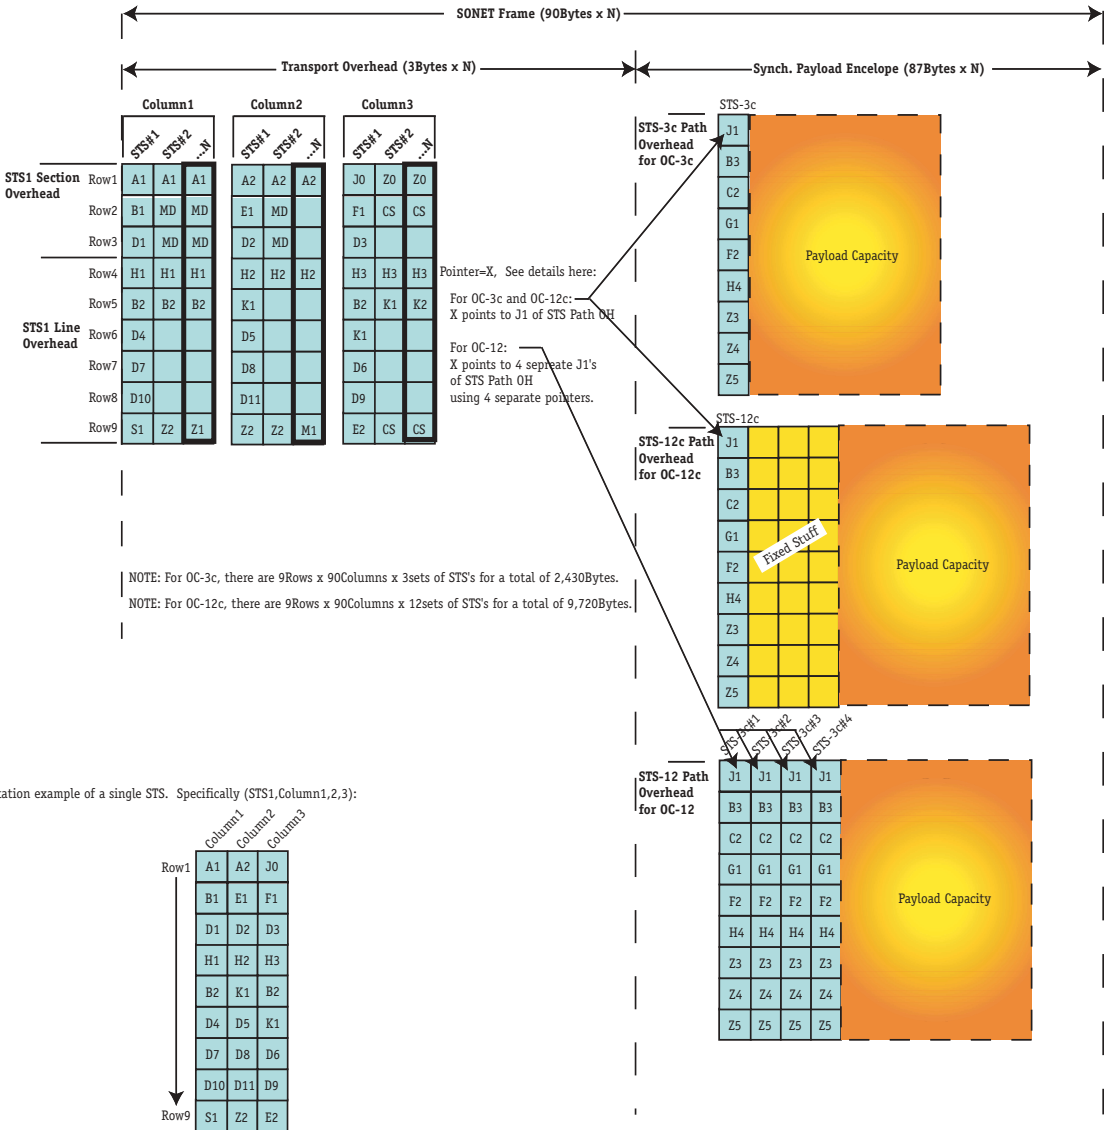 SONET Frame (90Bytes x N)
Transport Overhead (3Bytes x N)
Synch. Payload Envelope (87Bytes x N)
Column1
Column2
Column3
STS#1 STS#2 ...N
STS#1 STS#2 ...N
STS#1 STS#2 ...N
STS1 Section
Overhead
STS1 Line
Overhead
Row1 A1 A1 A1 A2 A2 A2 J0 Z0 Z0
Row2 B1 MD MD E1 MD F1 CS CS
Row3 D1 MD MD D2 MD D3
Row4 H1 H1 H1 H2 H2 H2 H3 H3 H3
Row5 B2 B2 B2 K1 B2 K1 K2
Row6 D4 D5 K1
Row7 D7 D8 D6
Row8 D10 D11 D9
Row9 S1 Z2 Z1 Z2 Z2 M1 E2 CS CS
Pointer=X, See details here:
For OC-3c and OC-12c:
X points to J1 of STS Path OH
For OC-12:
X points to 4 sepreate J1's
of STS Path OH
using 4 separate pointers.
STS-3c Path
Overhead
for OC-3c
STS-3c
J1
B3
C2
G1
F2
H4
Z3
Z4
Z5
Payload Capacity
STS-12c Path
Overhead
for OC-12c
STS-12c
J1
B3
C2
G1
F2
H4
Z3
Z4
Z5
Fixed Stuff
Payload Capacity
NOTE: For OC-3c, there are 9Rows x 90Columns x 3sets of STS's for a total of 2,430Bytes.
NOTE: For OC-12c, there are 9Rows x 90Columns x 12sets of STS's for a total of 9,720Bytes.
STS-12 Path
Overhead
for OC-12
STS-3c#1 STS-3c#2 STS-3c#3 STS-3c#4
J1 J1 J1 J1
B3 B3 B3 B3
C2 C2 C2 C2
G1 G1 G1 G1
F2 F2 F2 F2
H4 H4 H4 H4
Z3 Z3 Z3 Z3
Z4 Z4 Z4 Z4
Z5 Z5 Z5 Z5
Payload Capacity
example of a single STS. Specifically (STS1,Column1,2,3):
Column1 Column2 Column3
Row1 A1 A2 J0
B1 E1 F1
D1 D2 D3
H1 H2 H3
B2 K1 B2
D4 D5 K1
D7 D8 D6
D10 D11 D9
Row9 S1 Z2 E2